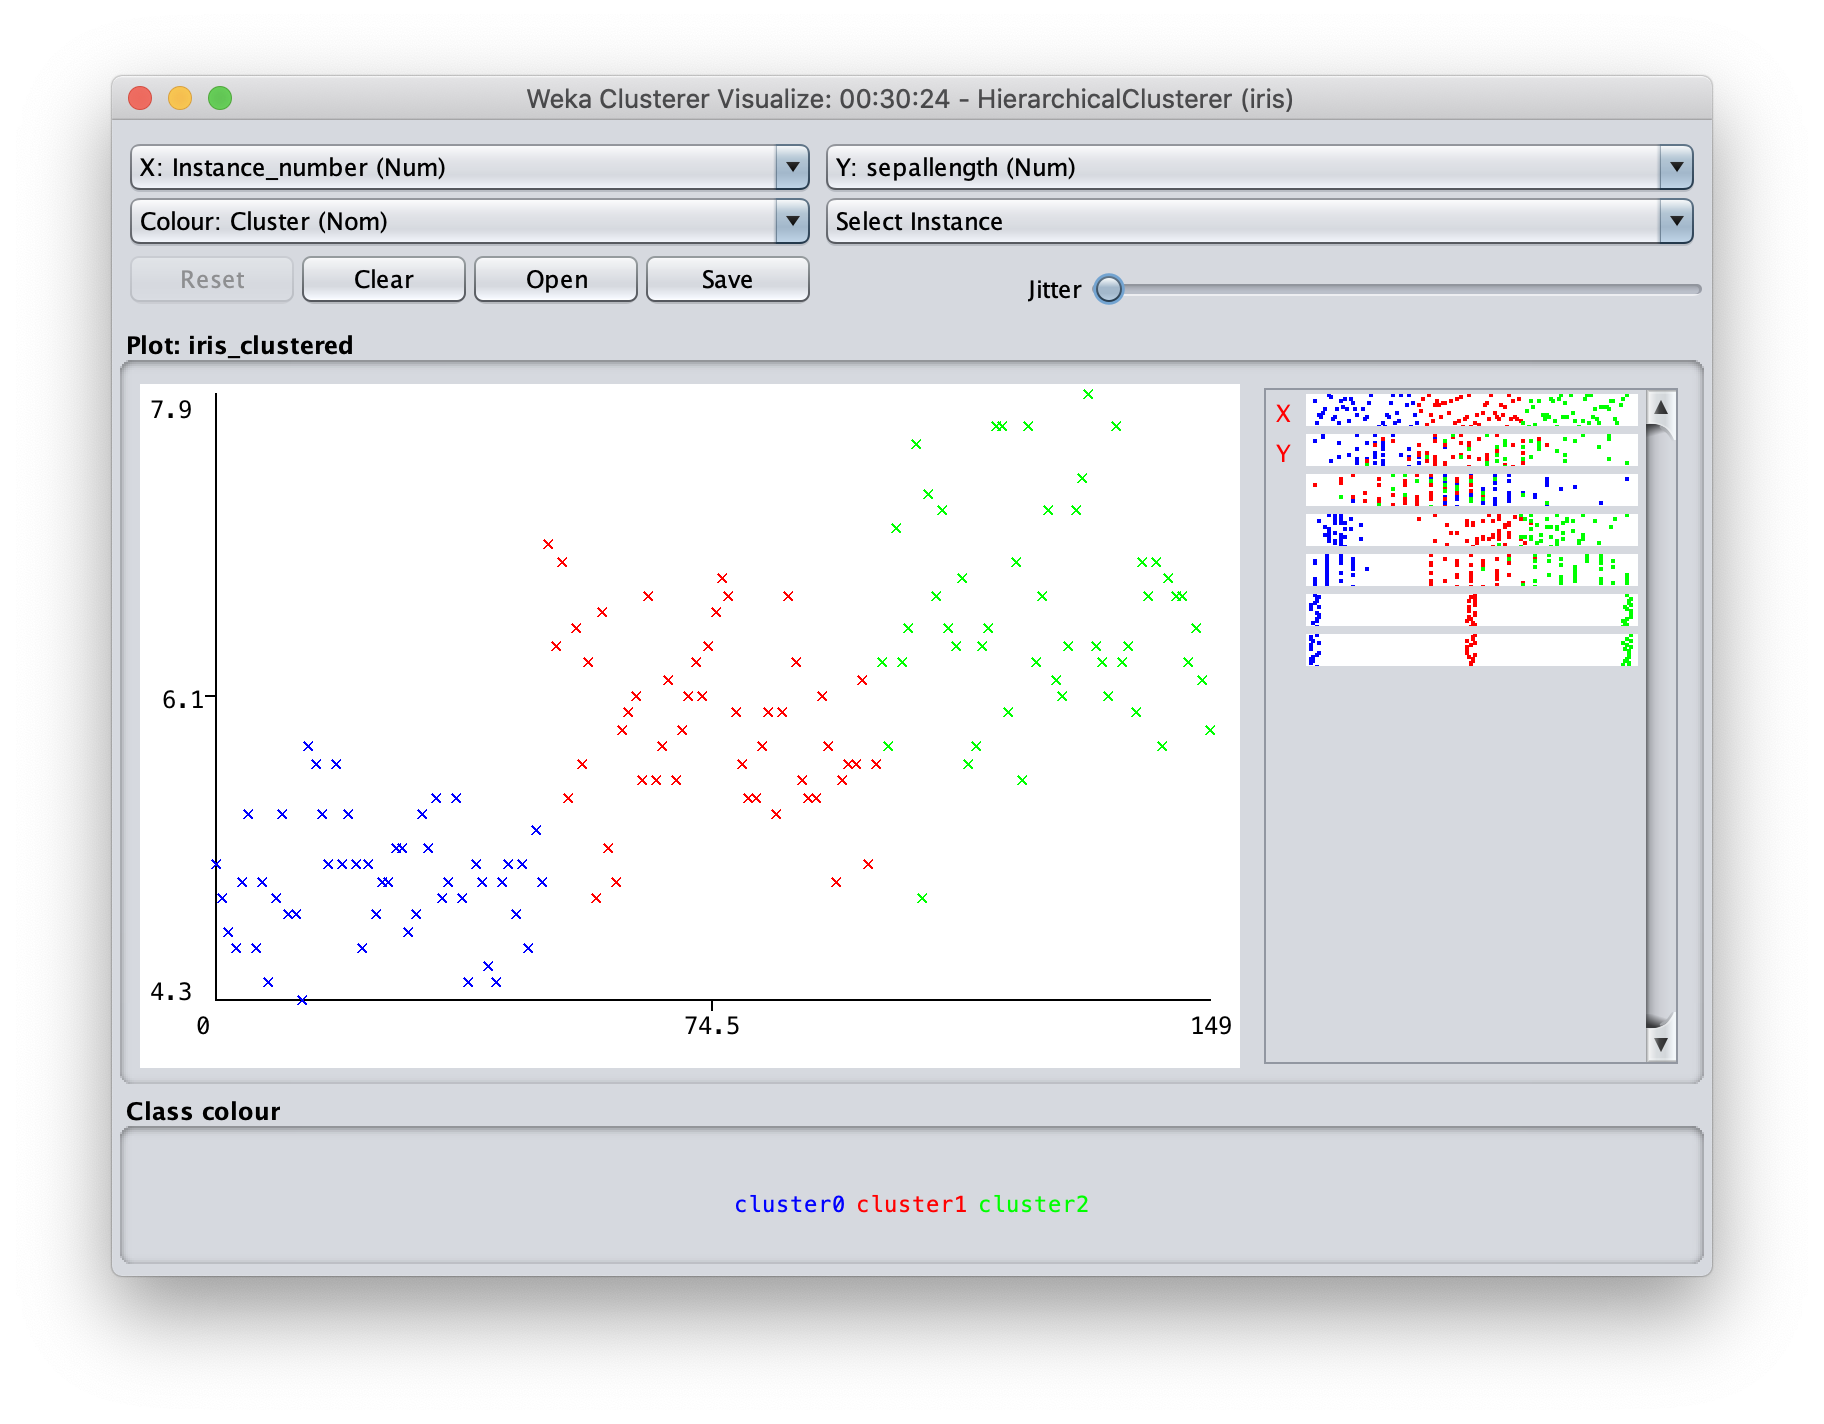 Weka Clusterer Visualize: 00:30:24 - HierarchicalClusterer (iris)
X: Instance_number (Num)
Y: sepallength (Num)
Colour: Cluster (Nom)
Select Instance
Reset
Clear
Open
Save
Jitter
Plot: iris_clustered
7.9
6.1
4.3
0
74.5
149
X
Y
Class colour
cluster0 cluster1 cluster2